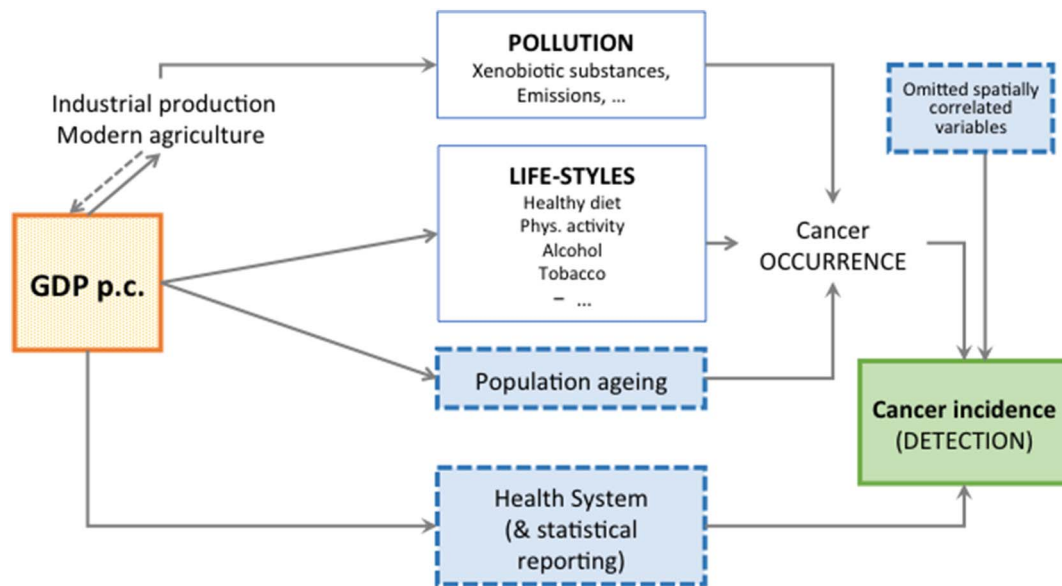 POLLUTION
Xenobiotic substances,
Emissions, ...
Industrial production
Modern agriculture
Omitted spatially
correlated
variables
LIFE-STYLES
Healthy diet
Phys. activity
Alcohol
Tobacco
– ...
GDP p.c.
Cancer
OCCURRENCE
Population ageing
Cancer incidence
(DETECTION)
Health System
(& statistical
reporting)